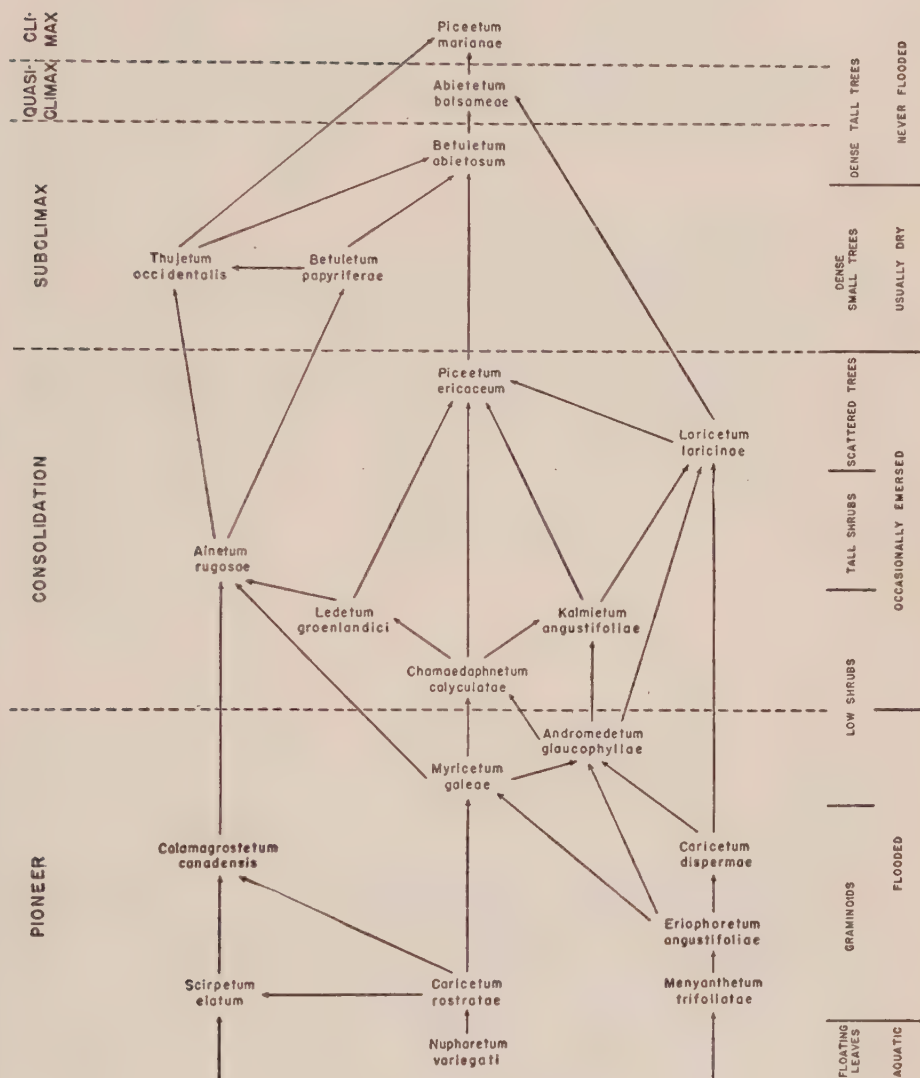 CLI-
MAX
QUASI-
CLIMAX
SUBCLIMAX
CONSOLIDATION
PIONEER
Piceetum
marianae
Abietetum
balsameae
Betuletum
abietosum
Thujetum
occidentalis
Betuletum
papyriferae
Piceetum
ericaceum
Laricetum
laricinae
Alnetum
rugosae
Ledetum
groenlandici
Kalmietum
angustifoliae
Chamaedaphnetum
calyculatae
Andromedetum
glaucophyllae
Myricetum
galeae
Calamagrostetum
canadensis
Caricetum
dispermae
Eriophoretum
angustifoliae
Scirpetum
elatum
Caricetum
rostratae
Menyanthetum
trifoliatae
Nupharetum
variegati
DENSE TALL TREES
DENSE
SMALL TREES
SCATTERED TREES
TALL SHRUBS
LOW SHRUBS
GRAMINOIDS
FLOATING
LEAVES
NEVER FLOODED
USUALLY DRY
OCCASIONALLY EMERSED
FLOODED
AQUATIC